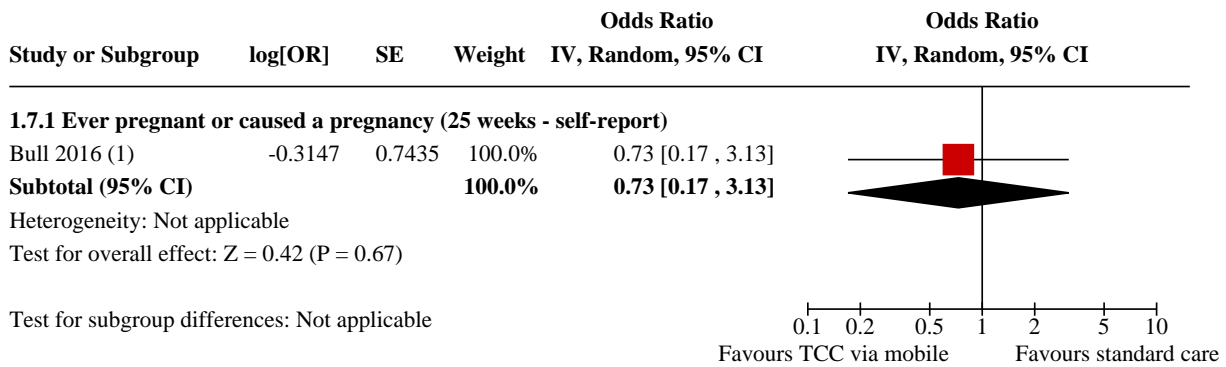 Odds Ratio Odds Ratio
Study or Subgroup log[OR] SE Weight IV, Random, 95% CI IV, Random, 95% CI
1.7.1 Ever pregnant or caused a pregnancy (25 weeks - self-report)
Bull 2016 (1) -0.3147 0.7435 100.0% 0.73 [0.17 , 3.13]
Subtotal (95% CI) 100.0% 0.73 [0.17 , 3.13]
Heterogeneity: Not applicable
Test for overall effect: Z = 0.42 (P = 0.67)
Test for subgroup differences: Not applicable
0.1 0.2 0.5 1 2 5 10
Favours TCC via mobile Favours standard care